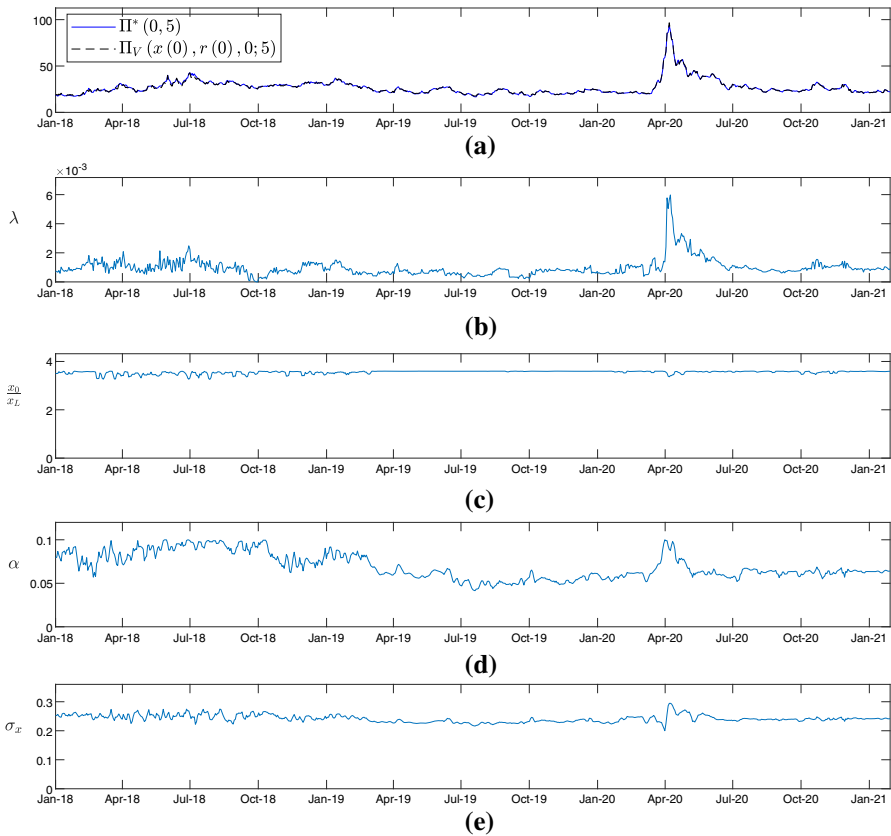 100
50
0
Π* (0, 5)
Π_V (x (0) , r (0) , 0; 5)
Jan-18 Apr-18 Jul-18 Oct-18 Jan-19 Apr-19 Jul-19 Oct-19 Jan-20 Apr-20 Jul-20 Oct-20 Jan-21
(a)
×10^-3
6
4
2
0
λ
Jan-18 Apr-18 Jul-18 Oct-18 Jan-19 Apr-19 Jul-19 Oct-19 Jan-20 Apr-20 Jul-20 Oct-20 Jan-21
(b)
4
2
0
x_0/x_L
Jan-18 Apr-18 Jul-18 Oct-18 Jan-19 Apr-19 Jul-19 Oct-19 Jan-20 Apr-20 Jul-20 Oct-20 Jan-21
(c)
0.1
0.05
0
α
Jan-18 Apr-18 Jul-18 Oct-18 Jan-19 Apr-19 Jul-19 Oct-19 Jan-20 Apr-20 Jul-20 Oct-20 Jan-21
(d)
0.3
0.2
0.1
0
σ_x
Jan-18 Apr-18 Jul-18 Oct-18 Jan-19 Apr-19 Jul-19 Oct-19 Jan-20 Apr-20 Jul-20 Oct-20 Jan-21
(e)